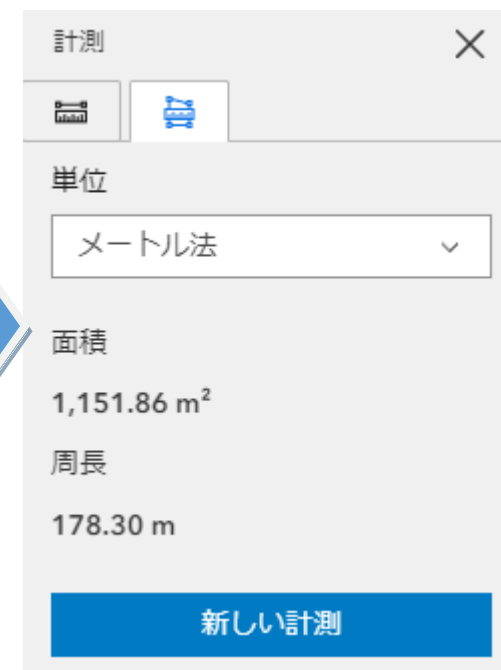 計測
単位
メートル法
面積
1,151.86 m²
周長
178.30 m
新しい計測